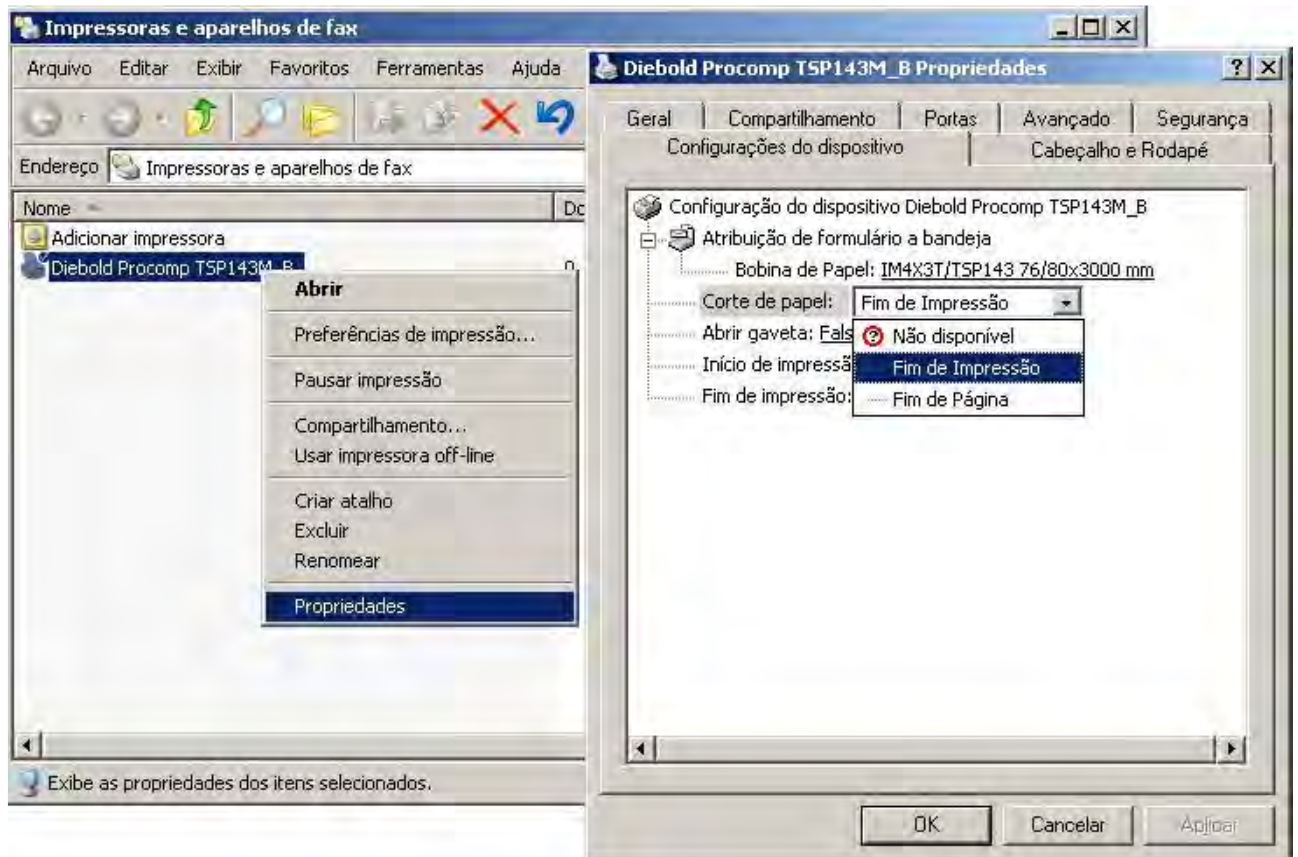 Impressoras e aparelhos de fax
Arquivo Editar Exibir Favoritos Ferramentas Ajuda
Endereço Impressoras e aparelhos de fax
Nome Do
Adicionar impressora
Diebold Procomp TSP143M_B 0
Abrir
Preferências de impressão...
Pausar impressão
Compartilhamento...
Usar impressora off-line
Criar atalho
Excluir
Renomear
Propriedades
Exibe as propriedades dos itens selecionados.
Diebold Procomp TSP143M_B Propriedades
Geral Compartilhamento Portas Avançado Segurança
Configurações do dispositivo Cabeçalho e Rodapé
Configuração do dispositivo Diebold Procomp TSP143M_B
Atribuição de formulário a bandeja
Bobina de Papel: IM4X3T/TSP143 76/80x3000 mm
Corte de papel: Fim de Impressão
Abrir gaveta: Fals
Não disponível
Início de impressã
Fim de Impressão
Fim de impressão:
Fim de Página
OK Cancelar Aplicar